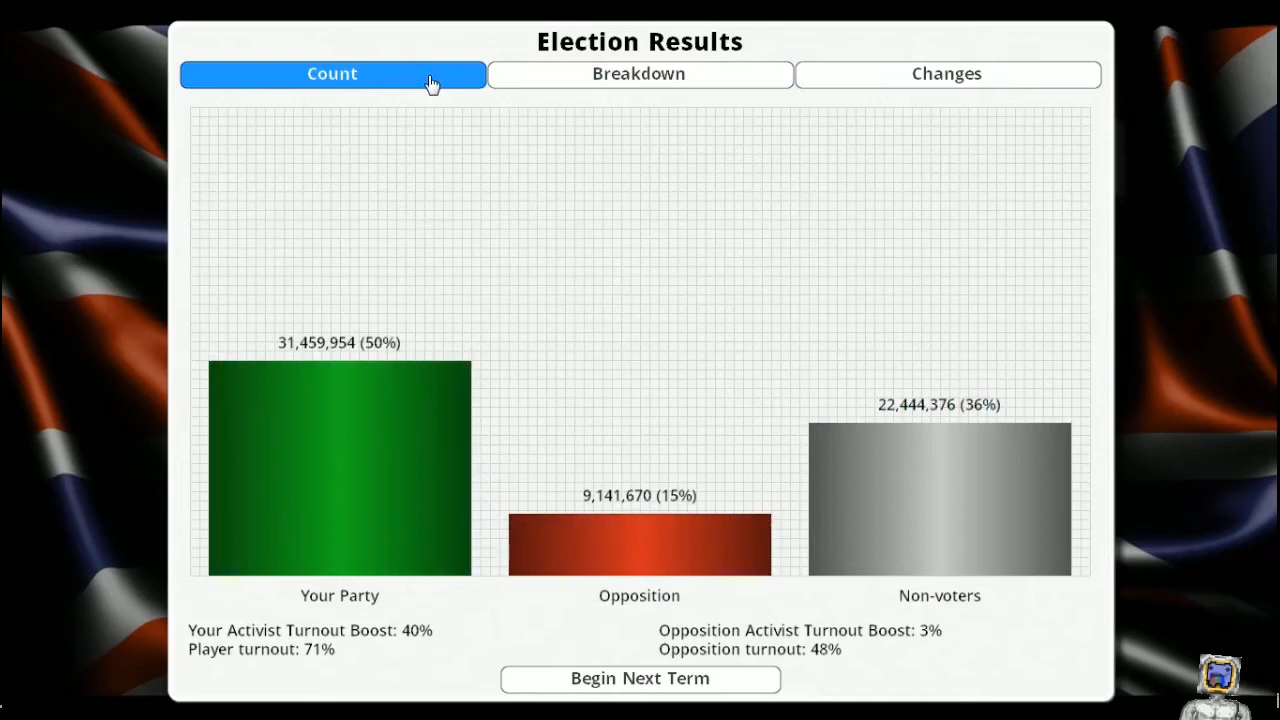 Election Results
Count
Breakdown
Changes
31,459,954 (50%)
22,444,376 (36%)
9,141,670 (15%)
Your Party
Opposition
Non-voters
Your Activist Turnout Boost: 40%
Opposition Activist Turnout Boost: 3%
Player turnout: 71%
Opposition turnout: 48%
Begin Next Term